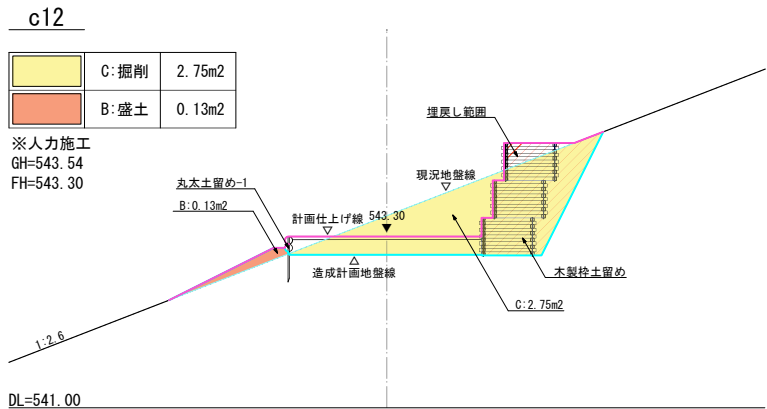 c12
C:掘削 2.75m2
B:盛土 0.13m2
※人力施工
GH=543.54
FH=543.30
埋戻し範囲
丸太土留め-1
B:0.13m2
現況地盤線
計画仕上げ線
543.30
造成計画地盤線
木製枠土留め
C:2.75m2
1:2.6
DL=541.00